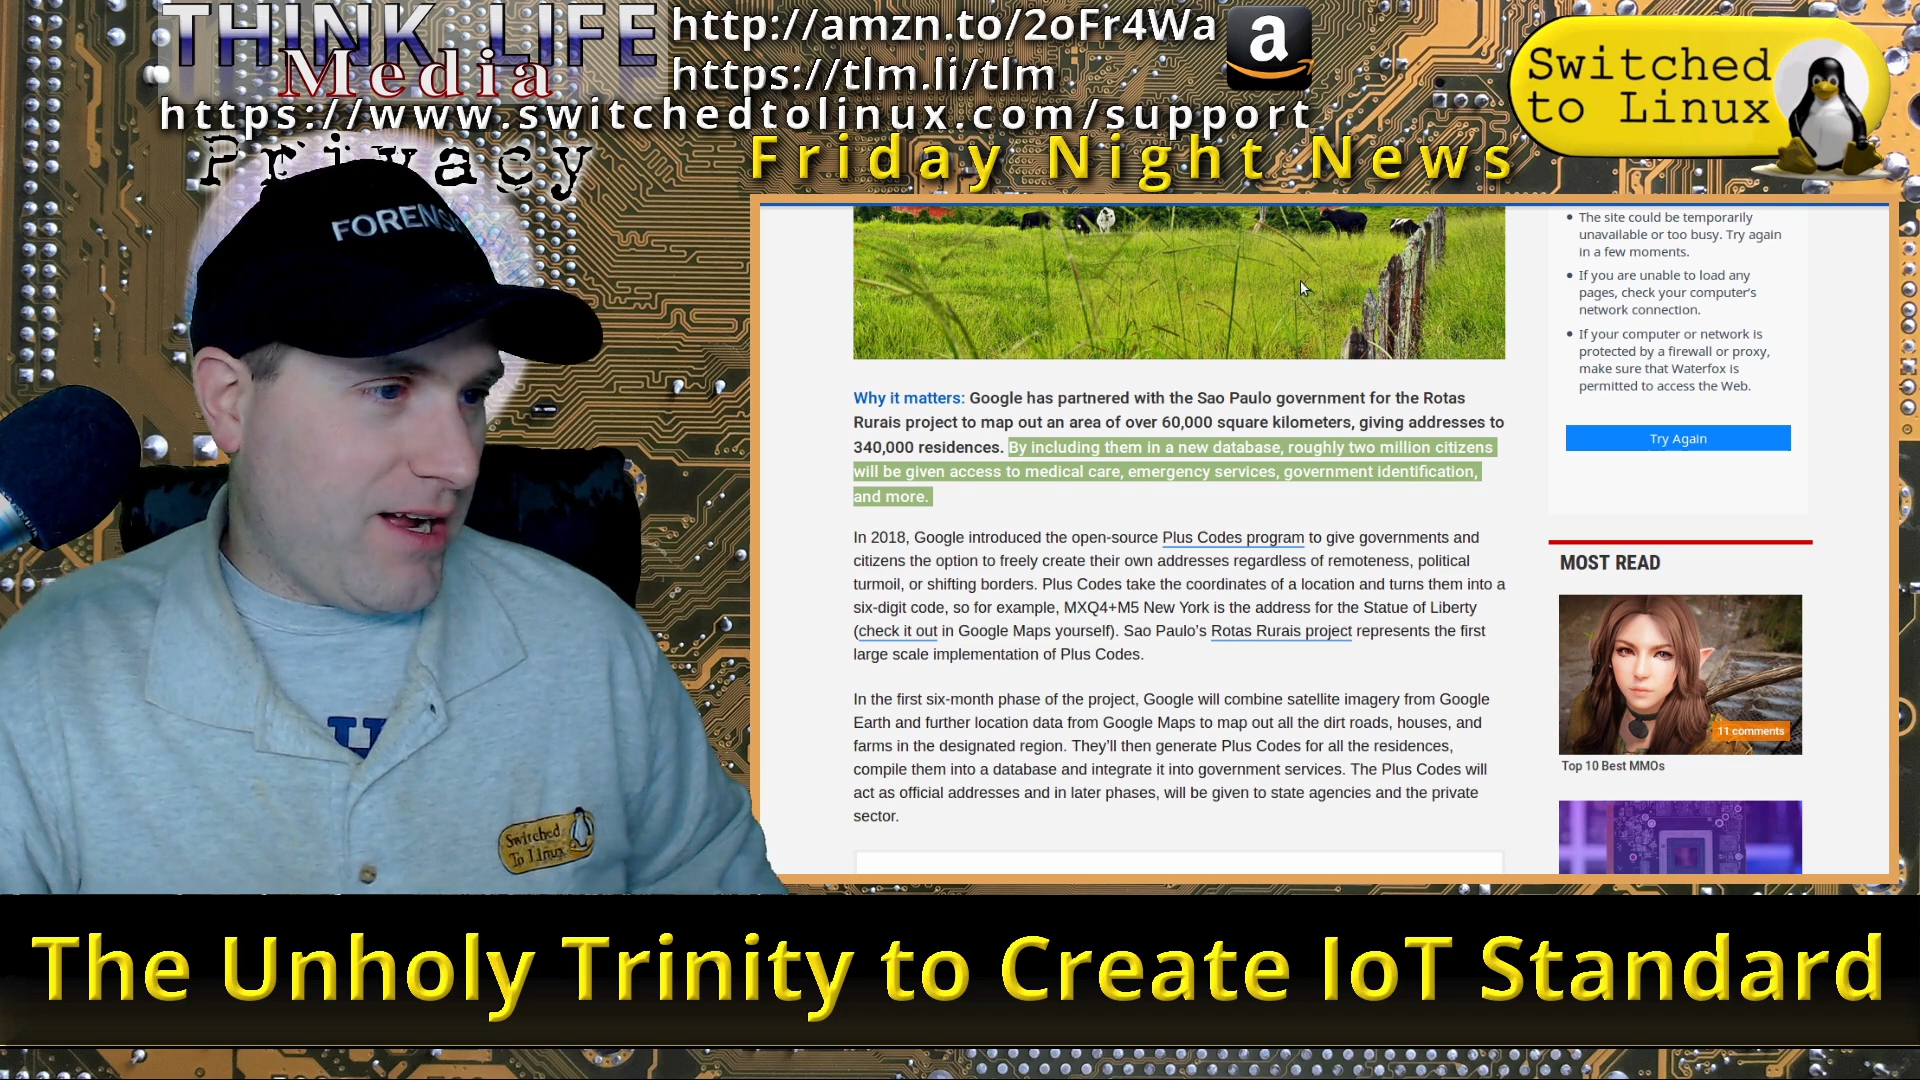 THINK LIFE
Media
http://amzn.to/2oFr4Wa
a
https://tlm.li/tlm
https://www.switchedtolinux.com/support
Switched
to Linux
Privacy
Friday Night News
FORENS
The site could be temporarily
unavailable or too busy. Try again
in a few moments.
If you are unable to load any
pages, check your computer's
network connection.
If your computer or network is
protected by a firewall or proxy,
make sure that Waterfox is
permitted to access the Web.
Try Again
Why it matters: Google has partnered with the Sao Paulo government for the Rotas
Rurais project to map out an area of over 60,000 square kilometers, giving addresses to
340,000 residences. By including them in a new database, roughly two million citizens
will be given access to medical care, emergency services, government identification,
and more.
In 2018, Google introduced the open-source Plus Codes program to give governments and
citizens the option to freely create their own addresses regardless of remoteness, political
turmoil, or shifting borders. Plus Codes take the coordinates of a location and turns them into a
six-digit code, so for example, MXQ4+M5 New York is the address for the Statue of Liberty
(check it out in Google Maps yourself). Sao Paulo's Rotas Rurais project represents the first
large scale implementation of Plus Codes.
In the first six-month phase of the project, Google will combine satellite imagery from Google
Earth and further location data from Google Maps to map out all the dirt roads, houses, and
farms in the designated region. They'll then generate Plus Codes for all the residences,
compile them into a database and integrate it into government services. The Plus Codes will
act as official addresses and in later phases, will be given to state agencies and the private
sector.
MOST READ
11 comments
Top 10 Best MMOs
Switched
To Linux
The Unholy Trinity to Create IoT Standard